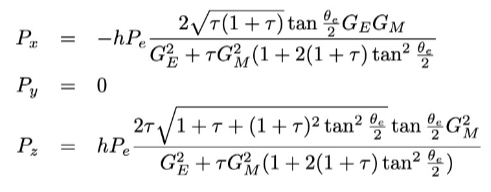 P_x = -hP_e \frac{2\sqrt{\tau(1+\tau)} \tan \frac{\theta_e}{2} G_E G_M}{G_E^2 + \tau G_M^2 (1 + 2(1+\tau) \tan^2 \frac{\theta_e}{2}}
P_y = 0
P_z = hP_e \frac{2\tau\sqrt{1+\tau+(1+\tau)^2 \tan^2 \frac{\theta_e}{2}} \tan \frac{\theta_e}{2} G_M^2}{G_E^2 + \tau G_M^2 (1 + 2(1+\tau) \tan^2 \frac{\theta_e}{2})}